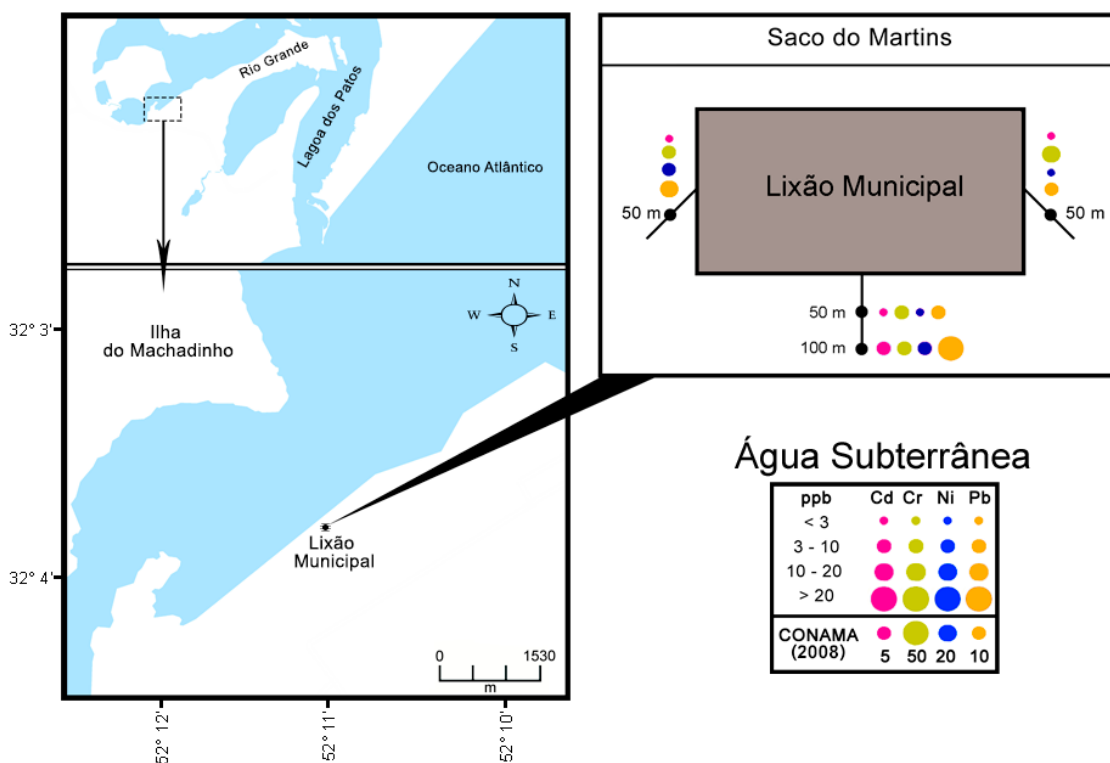 Rio Grande
Lagoa dos Patos
Oceano Atlântico
32° 3'
Ilha
do Machadinho
N
W E
S
Lixão
Municipal
32° 4'
0 1530
m
52° 12'
52° 11'
52° 10'
Saco do Martins
Lixão Municipal
50 m
50 m
50 m
100 m
Água Subterrânea
ppb Cd Cr Ni Pb
< 3
3 - 10
10 - 20
> 20
CONAMA
(2008) 5 50 20 10